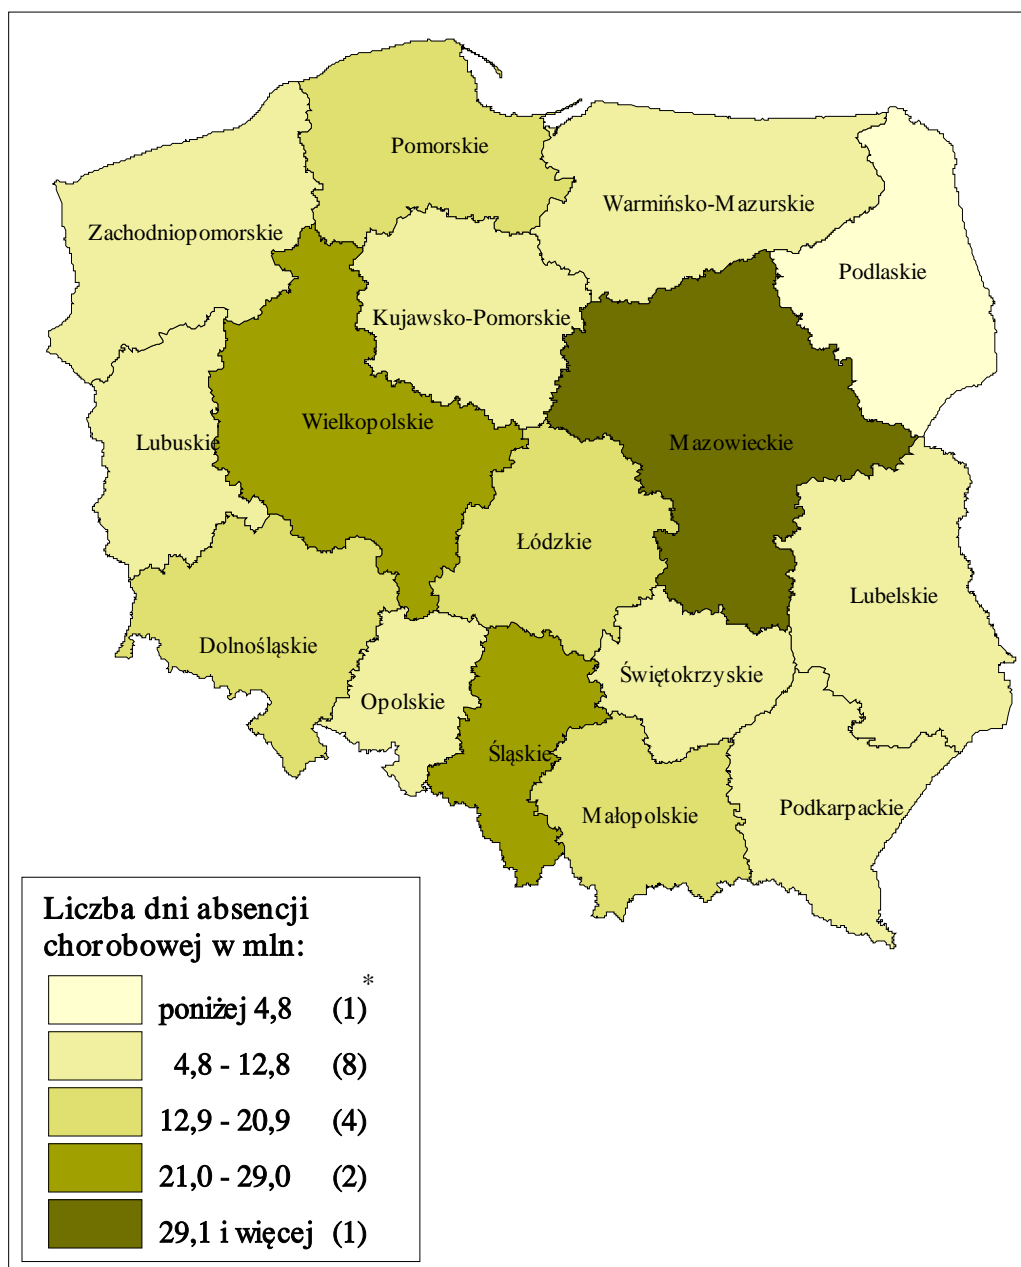 Pomorskie
Warmińsko-Mazurskie
Zachodniopomorskie
Podlaskie
Kujawsko-Pomorskie
Wielkopolskie
Lubuskie
Mazowieckie
Łódzkie
Lubelskie
Dolnośląskie
Świętokrzyskie
Opolskie
Śląskie
Podkarpackie
Małopolskie
Liczba dni absencji
chorobowej w mln:
poniżej 4,8 (1)*
4,8 - 12,8 (8)
12,9 - 20,9 (4)
21,0 - 29,0 (2)
29,1 i więcej (1)